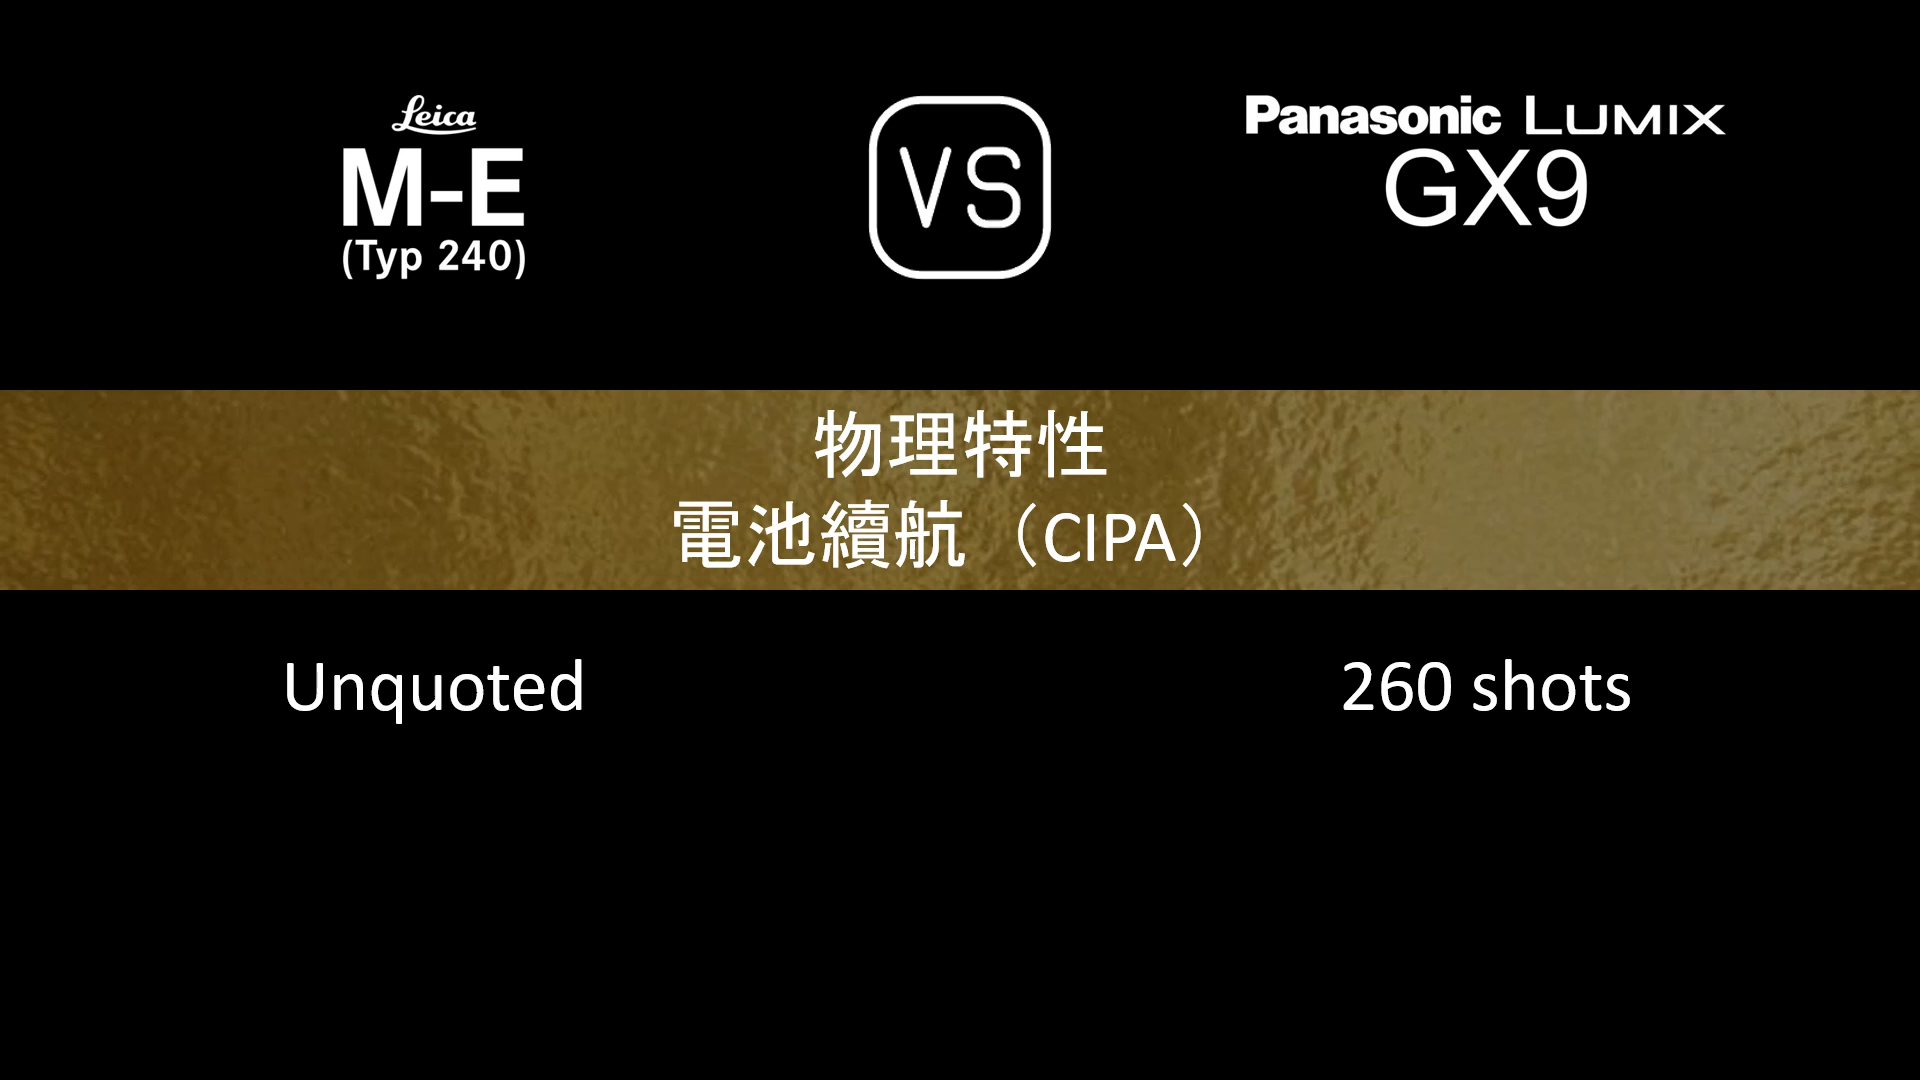 Leica
M-E
(Typ 240)
VS
Panasonic LUMIX
GX9
物理特性
電池續航（CIPA）
Unquoted
260 shots